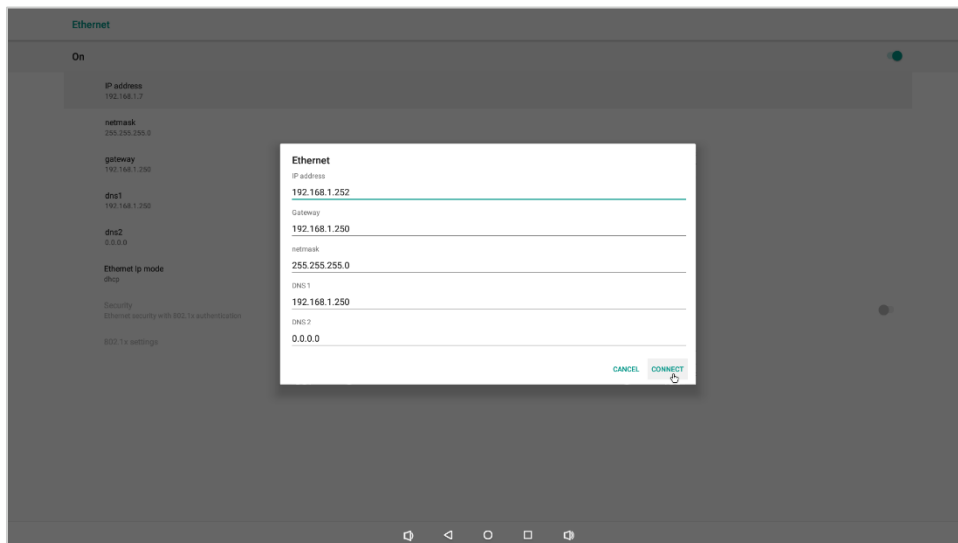 Ethernet
On
IP address
192.168.1.7
netmask
255.255.255.0
gateway
192.168.1.250
dns1
192.168.1.250
dns2
0.0.0.0
Ethernet Ip mode
dhcp
Security
Ethernet security with 802.1x authentication
802.1x settings
Ethernet
IP address
192.168.1.252
Gateway
192.168.1.250
netmask
255.255.255.0
DNS 1
192.168.1.250
DNS 2
0.0.0.0
CANCEL CONNECT